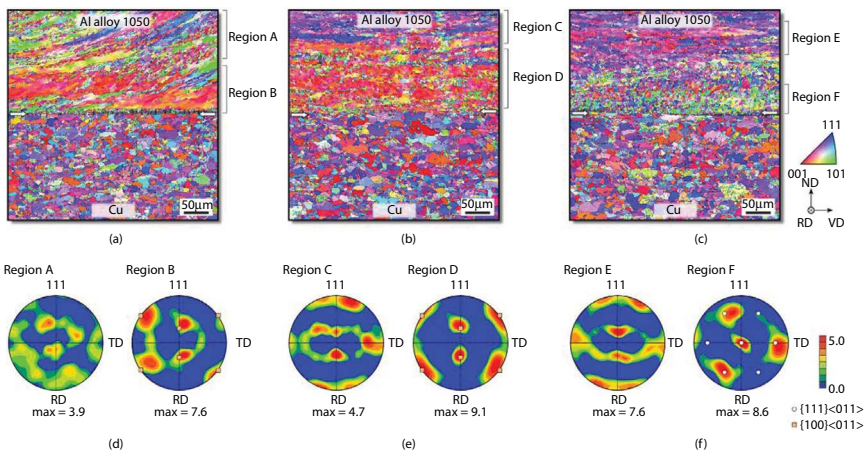 Al alloy 1050
Region A
Region B
Cu
50μm
(a)
Al alloy 1050
Region C
Region D
Cu
50μm
(b)
Al alloy 1050
Region E
Region F
Cu
50μm
(c)
111
001 101
ND
RD VD
Region A
111
TD
RD
max = 3.9
Region B
111
TD
RD
max = 7.6
(d)
Region C
111
TD
RD
max = 4.7
Region D
111
TD
RD
max = 9.1
(e)
Region E
111
TD
RD
max = 7.6
Region F
111
TD
RD
max = 8.6
(f)
5.0
0.0
{111}<011>
{100}<011>